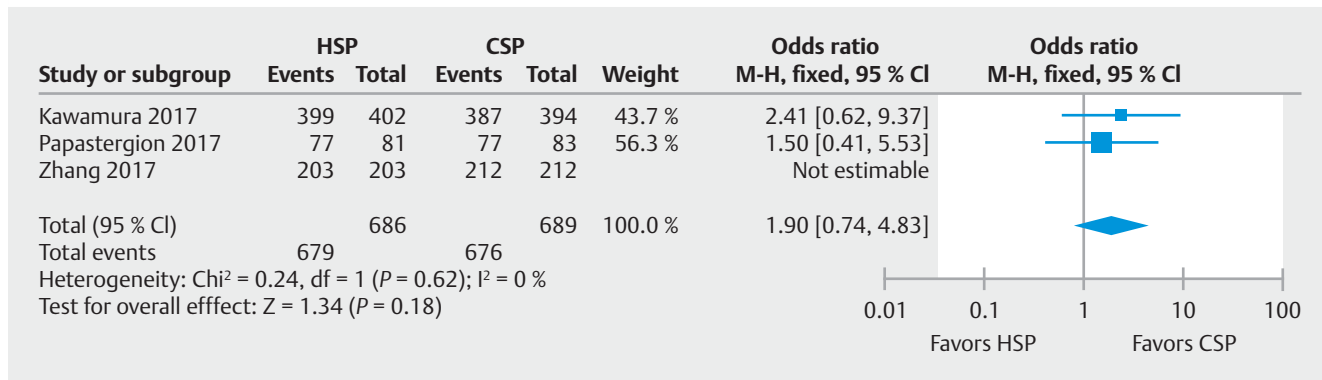 HSP CSP Odds ratio Odds ratio
Study or subgroup Events Total Events Total Weight M-H, fixed, 95 % Cl M-H, fixed, 95 % Cl
Kawamura 2017 399 402 387 394 43.7 % 2.41 [0.62, 9.37]
Papastergion 2017 77 81 77 83 56.3 % 1.50 [0.41, 5.53]
Zhang 2017 203 203 212 212 Not estimable
Total (95 % Cl) 686 689 100.0 % 1.90 [0.74, 4.83]
Total events 679 676
Heterogeneity: Chi² = 0.24, df = 1 (P = 0.62); I² = 0 %
Test for overall efffect: Z = 1.34 (P = 0.18)
0.01 0.1 1 10 100
Favors HSP Favors CSP